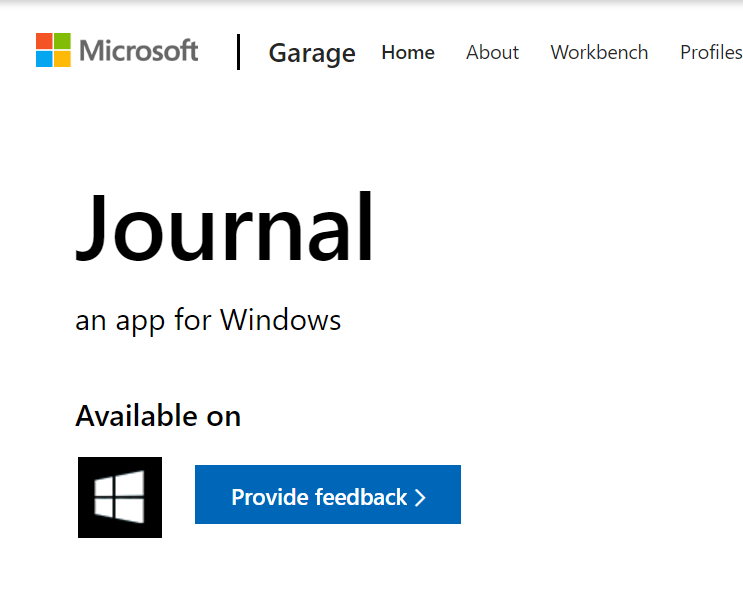 Microsoft Garage Home About Workbench Profiles
Journal
an app for Windows
Available on
Provide feedback >